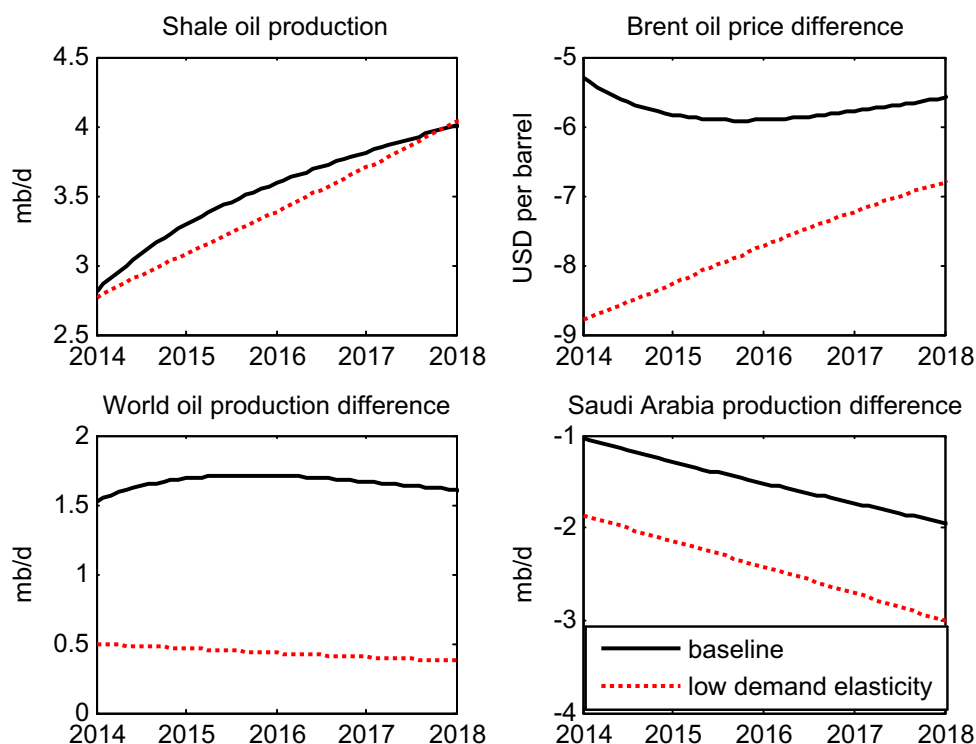 Shale oil production
4.5
4
3.5
3
2.5
mb/d
2014 2015 2016 2017 2018
Brent oil price difference
-5
-6
-7
-8
-9
USD per barrel
2014 2015 2016 2017 2018
World oil production difference
2
1.5
1
0.5
0
mb/d
2014 2015 2016 2017 2018
Saudi Arabia production difference
-1
-2
-3
-4
mb/d
baseline
low demand elasticity
2014 2015 2016 2017 2018